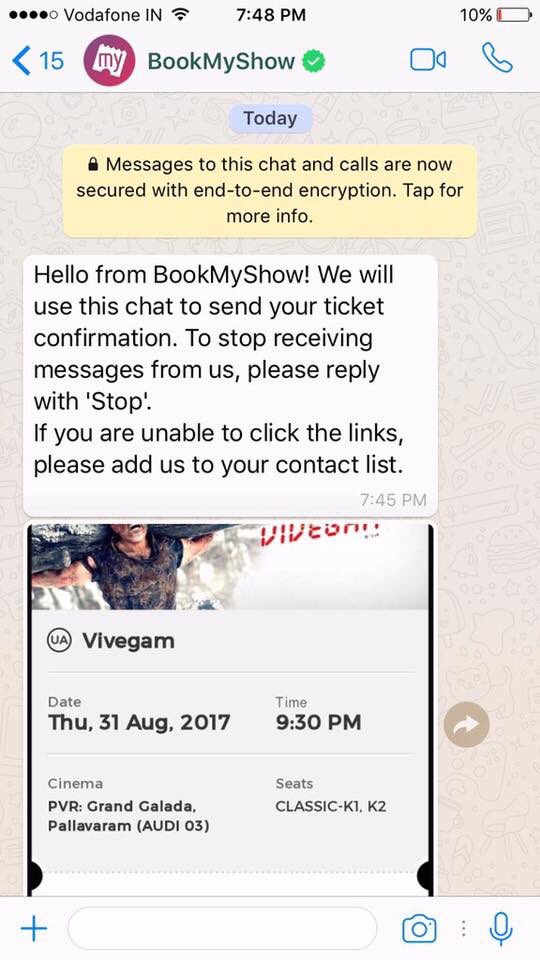 Vodafone IN 7:48 PM 10%
15 my BookMyShow
Today
Messages to this chat and calls are now
secured with end-to-end encryption. Tap for
more info.
Hello from BookMyShow! We will
use this chat to send your ticket
confirmation. To stop receiving
messages from us, please reply
with 'Stop'.
If you are unable to click the links,
please add us to your contact list.
7:45 PM
VIVEGAM
UA Vivegam
Date Time
Thu, 31 Aug, 2017 9:30 PM
Cinema Seats
PVR: Grand Galada, CLASSIC-K1, K2
Pallavaram (AUDI 03)